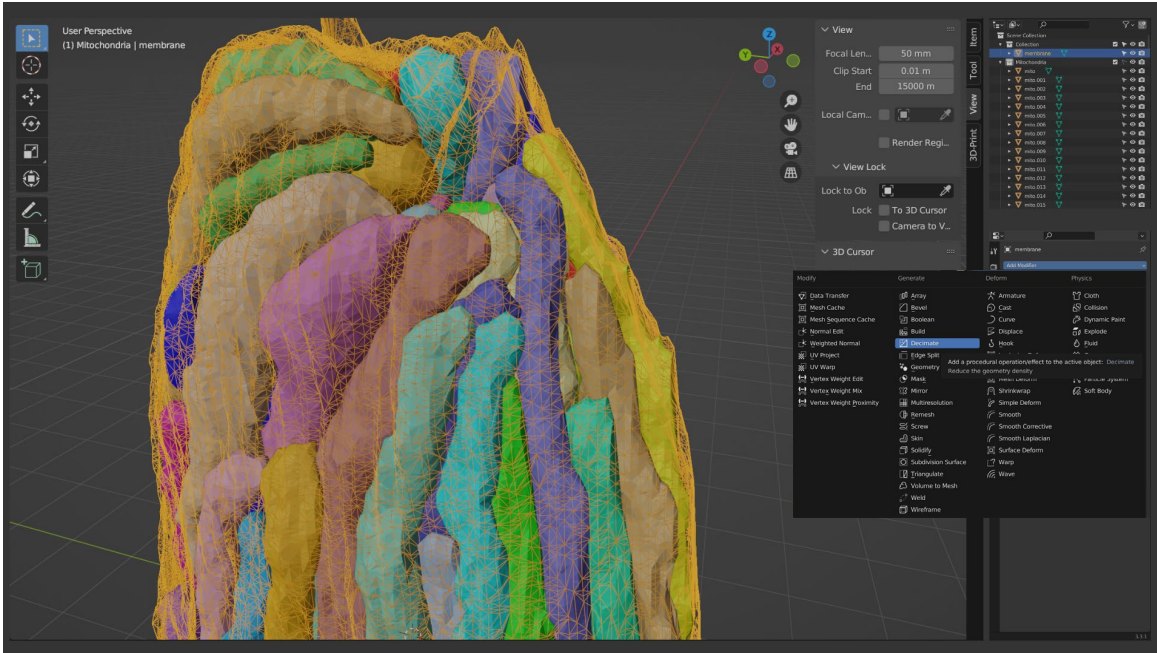 User Perspective
(1) Mitochondria | membrane
View
Focal Len...
50 mm
Clip Start
0.01 m
End
15000 m
Local Cam...
Render Regi...
View Lock
Lock to Ob
Lock
To 3D Cursor
Camera to V...
3D Cursor
Item
Tool
View
3D-Print
Z
X
Y
Scene Collection
Collection
membrane
Mitochondria
mito
mito.001
mito.002
mito.003
mito.004
mito.005
mito.006
mito.007
mito.008
mito.009
mito.010
mito.011
mito.012
mito.013
mito.014
mito.015
membrane
Add Modifier
Modify
Data Transfer
Mesh Cache
Mesh Sequence Cache
Normal Edit
Weighted Normal
UV Project
UV Warp
Vertex Weight Edit
Vertex Weight Mix
Vertex Weight Proximity
Generate
Array
Bevel
Boolean
Build
Decimate
Edge Split
Geometry
Mask
Mirror
Multiresolution
Remesh
Screw
Skin
Solidify
Subdivision Surface
Triangulate
Volume to Mesh
Weld
Wireframe
Deform
Armature
Cast
Curve
Displace
Hook
Mesh Deform
Shrinkwrap
Simple Deform
Smooth
Smooth Corrective
Smooth Laplacian
Surface Deform
Warp
Wave
Physics
Cloth
Collision
Dynamic Paint
Explode
Fluid
Particle System
Soft Body
Add a procedural operation/effect to the active object: Decimate
Reduce the geometry density